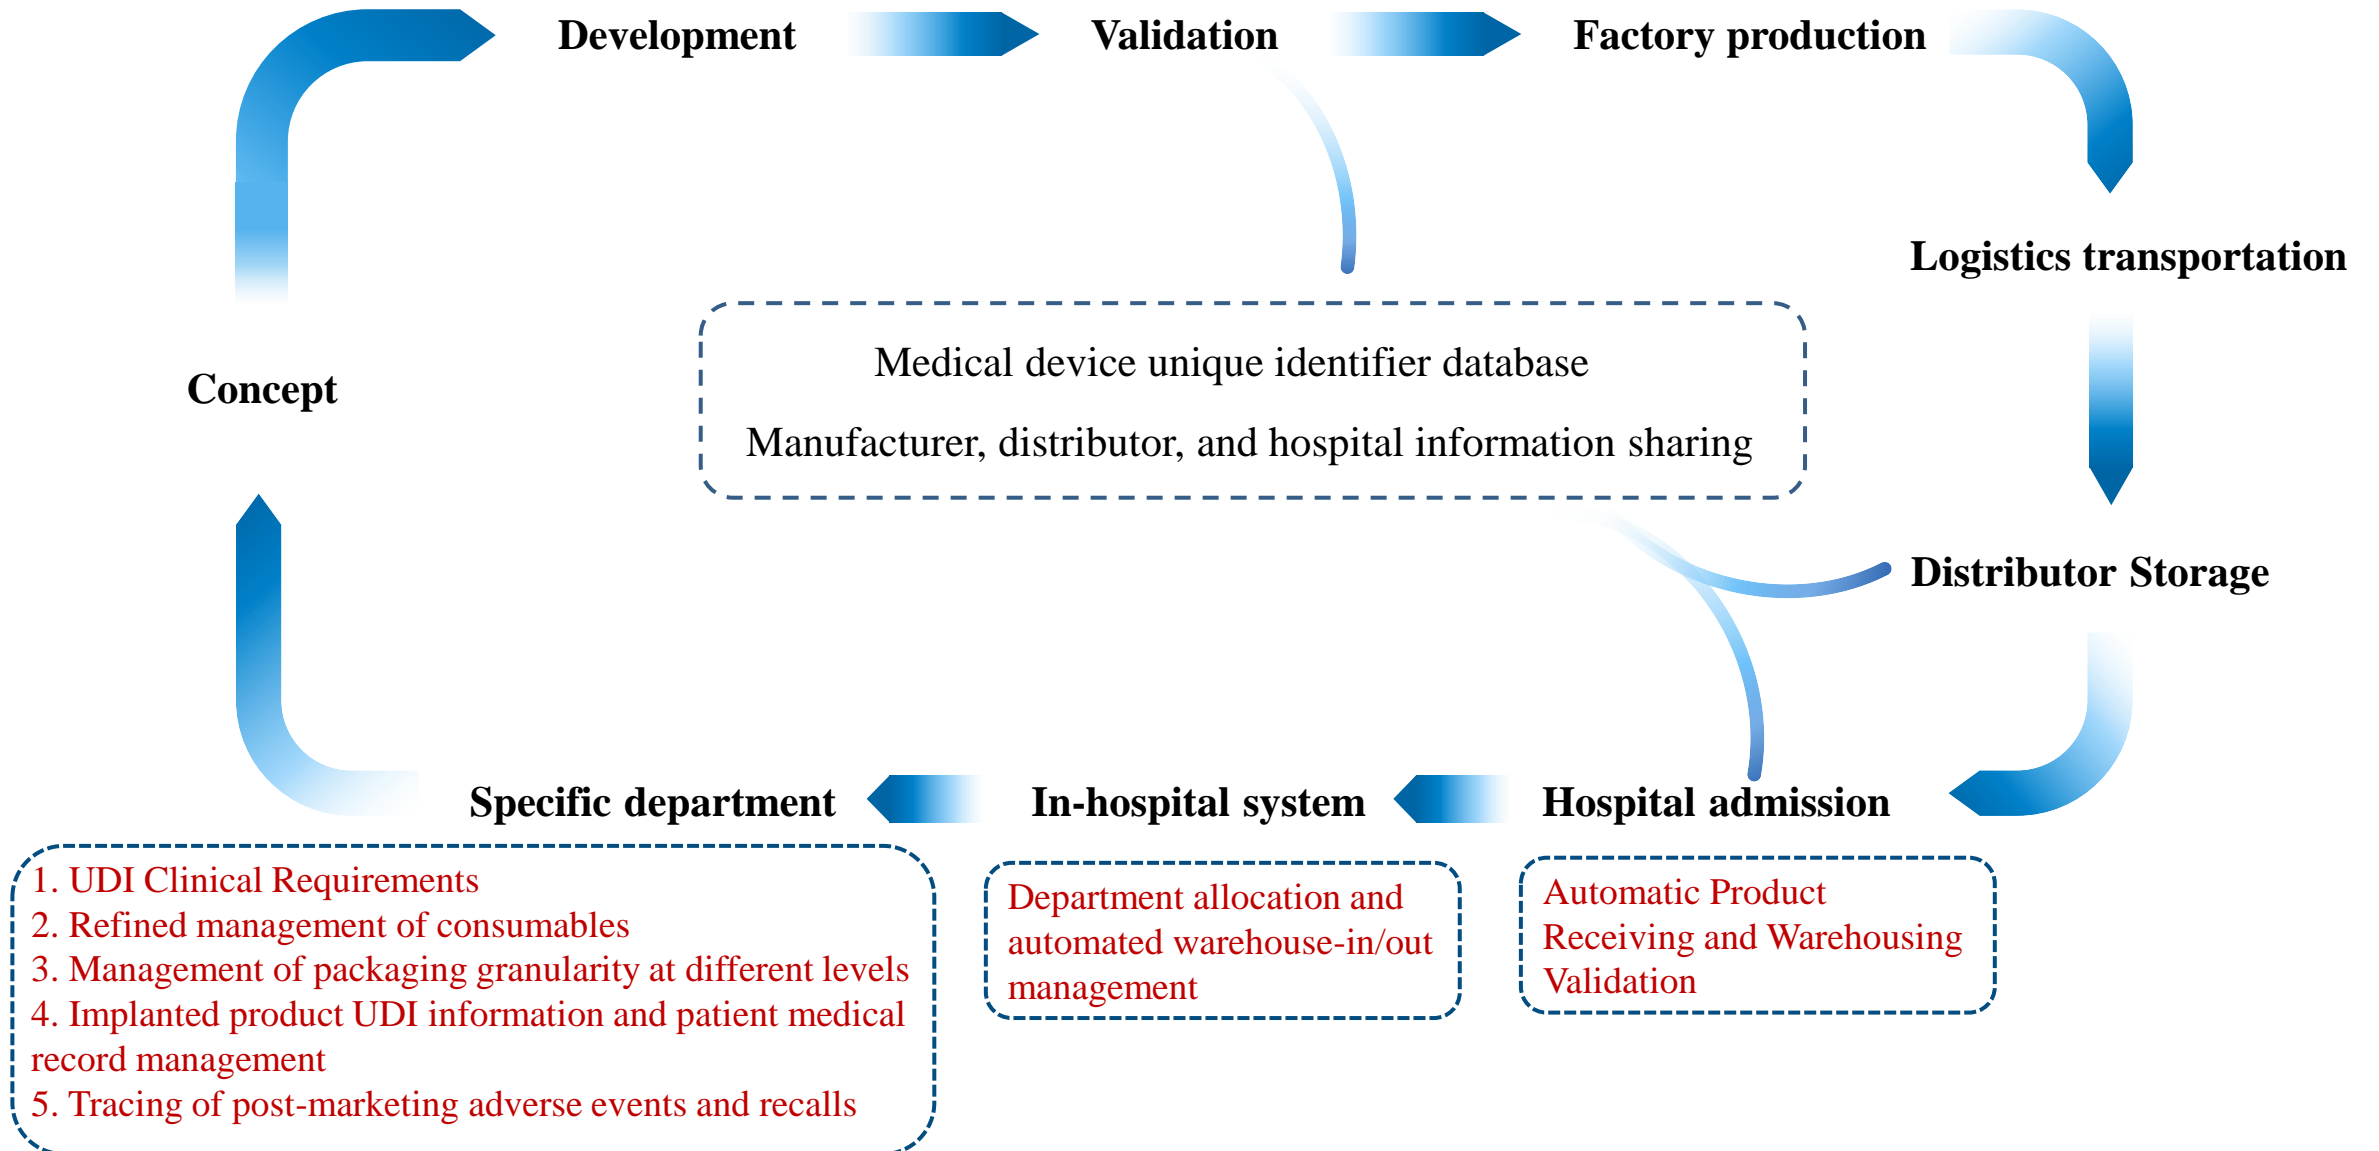 Development
Validation
Factory production
Logistics transportation
Medical device unique identifier database
Concept
Manufacturer, distributor, and hospital information sharing
Distributor Storage
Specific department
In-hospital system
Hospital admission
1. UDI Clinical Requirements
2. Refined management of consumables
3. Management of packaging granularity at different levels
4. Implanted product UDI information and patient medical
record management
5. Tracing of post-marketing adverse events and recalls
Department allocation and
automated warehouse-in/out
management
Automatic Product
Receiving and Warehousing
Validation